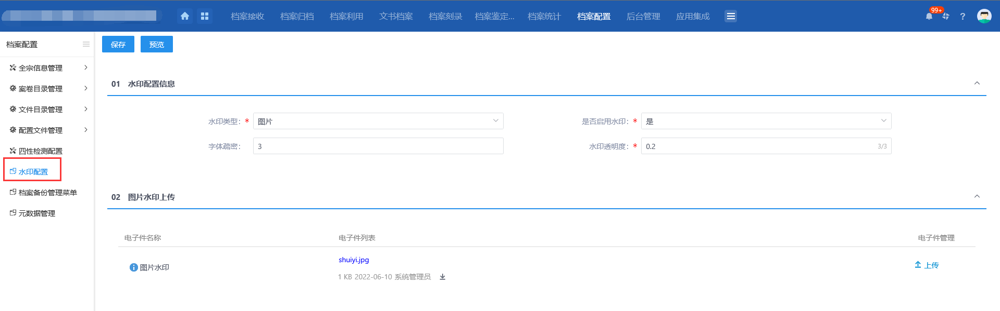 档案接收 档案归档 档案利用 文书档案 档案刻录 档案鉴定... 档案统计 档案配置 后台管理 应用集成 99+ ?
档案配置
保存 预览
全宗信息管理
案卷目录管理
文件目录管理
配置文件管理
四性检测配置
水印配置
档案备份管理菜单
元数据管理
01 水印配置信息
水印类型: * 图片 是否启用水印: * 是
字体疏密: 3 水印透明度: * 0.2 3/3
02 图片水印上传
电子件名称 电子件列表 电子件管理
图片水印 shuiyi.jpg 上传
1 KB 2022-06-10 系统管理员